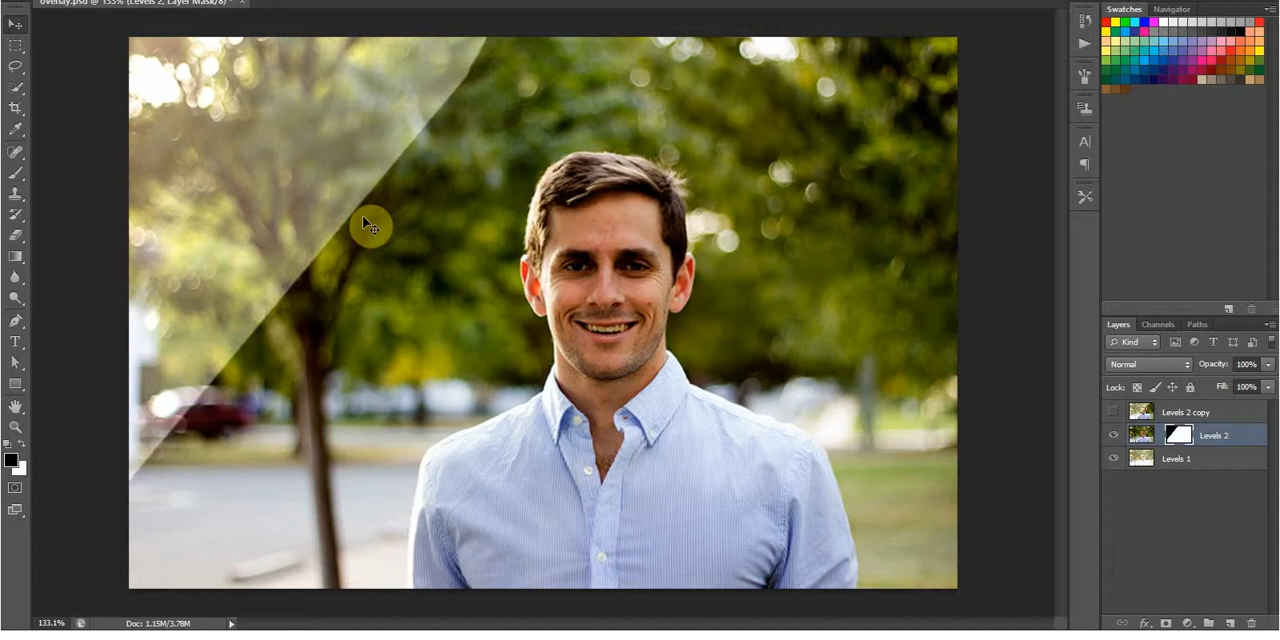 overlay.psd @ 133% (Levels 2, Layer Mask/8) *
Swatches Navigator
Layers Channels Paths
Kind
Normal Opacity: 100%
Lock: Fill: 100%
Levels 2 copy
Levels 2
Levels 1
133.1% Doc: 1.15M/3.78M